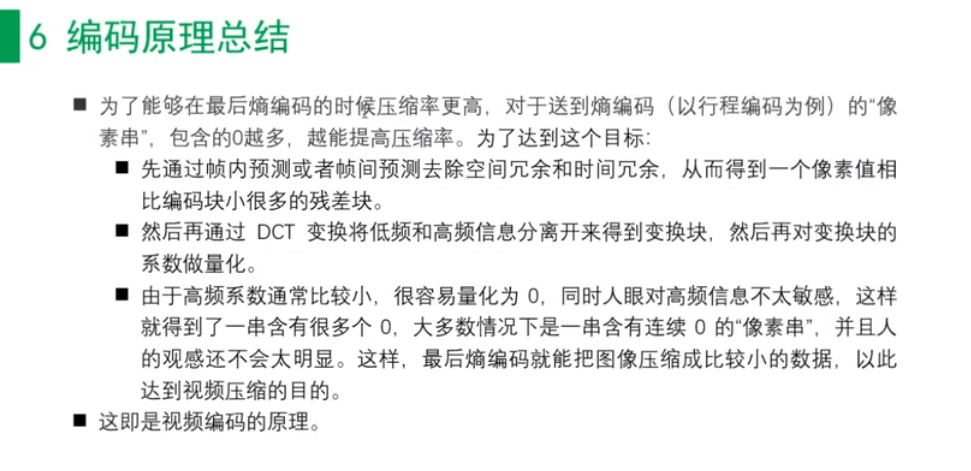 6 编码原理总结
■ 为了能够在最后熵编码的时候压缩率更高，对于送到熵编码（以行程编码为例）的“像
素串”，包含的0越多，越能提高压缩率。为了达到这个目标：
■ 先通过帧内预测或者帧间预测去除空间冗余和时间冗余，从而得到一个像素值相
比编码块小很多的残差块。
■ 然后再通过 DCT 变换将低频和高频信息分离开来得到变换块，然后再对变换块的
系数做量化。
■ 由于高频系数通常比较小，很容易量化为 0，同时人眼对高频信息不太敏感，这样
就得到了一串含有很多个 0，大多数情况下是一串含有连续 0 的“像素串”，并且人
的观感还不会太明显。这样，最后熵编码就能把图像压缩成比较小的数据，以此
达到视频压缩的目的。
■ 这即是视频编码的原理。